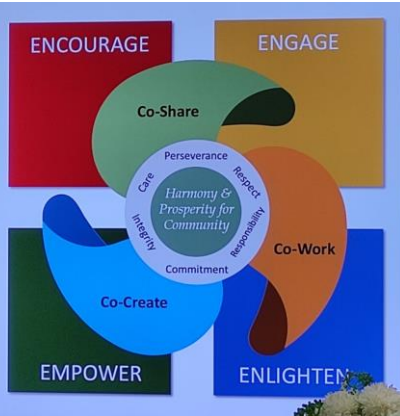 ENCOURAGE
ENGAGE
Co-Share
Perseverance
Care
Respect
Harmony &
Prosperity for
Community
Integrity
Responsibility
Co-Work
Commitment
Co-Create
EMPOWER
ENLIGHTEN